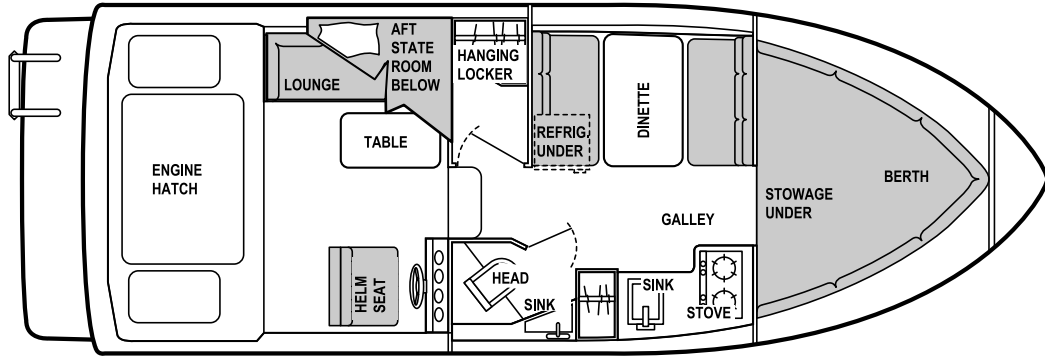 AFT
STATE
ROOM
BELOW
LOUNGE
HANGING
LOCKER
TABLE
REFRIG.
UNDER
DINETTE
ENGINE
HATCH
STOWAGE
UNDER
BERTH
GALLEY
HELM
SEAT
HEAD
SINK
SINK
STOVE